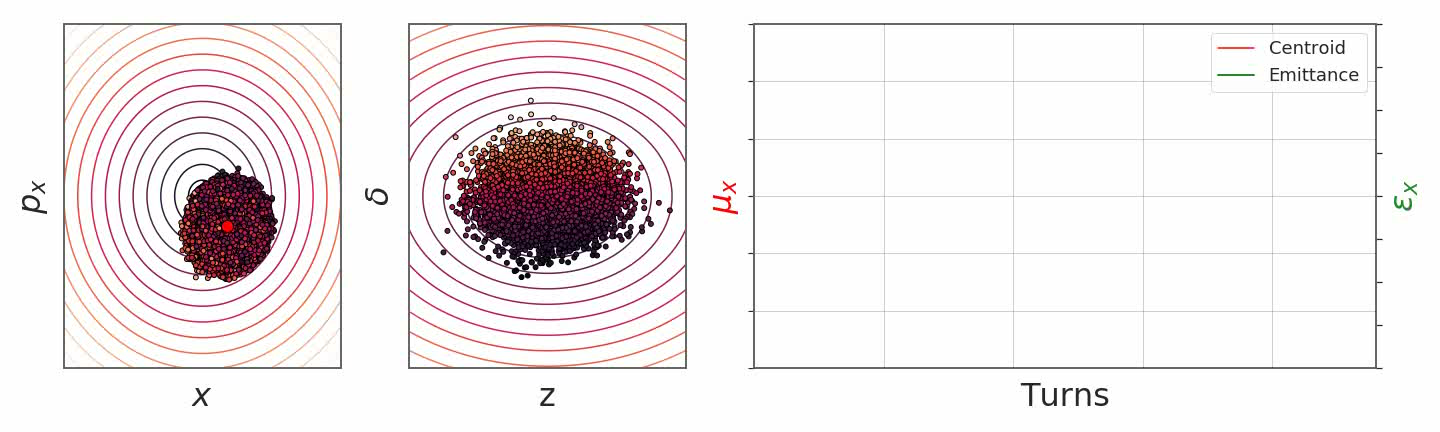 p_x
x
δ
z
μ_x
Centroid
Emittance
Turns
ε_x